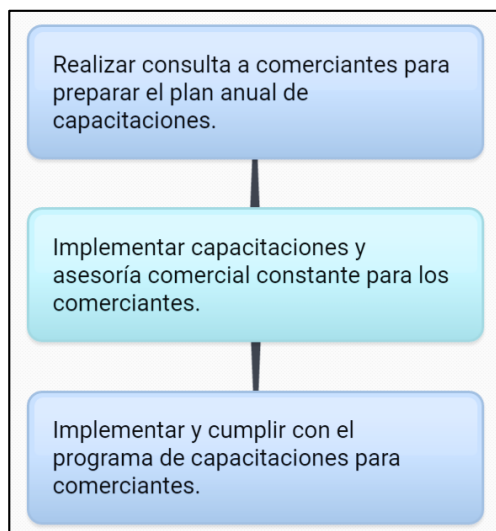 Realizar consulta a comerciantes para
preparar el plan anual de
capacitaciones.
Implementar capacitaciones y
asesoría comercial constante para los
comerciantes.
Implementar y cumplir con el
programa de capacitaciones para
comerciantes.